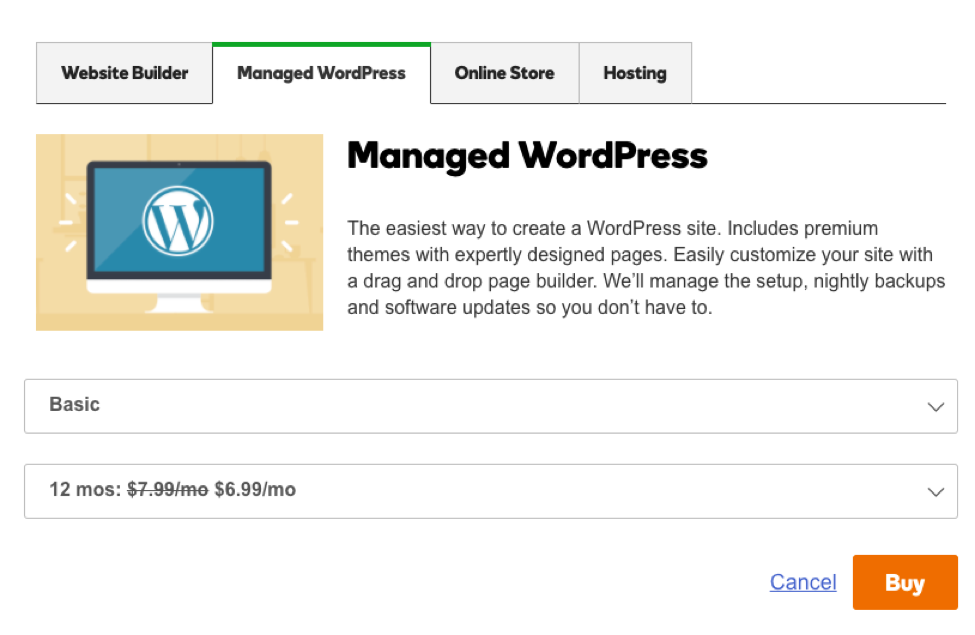 Website Builder
Managed WordPress
Online Store
Hosting
Managed WordPress
The easiest way to create a WordPress site. Includes premium
themes with expertly designed pages. Easily customize your site with
a drag and drop page builder. We’ll manage the setup, nightly backups
and software updates so you don’t have to.
Basic
12 mos: $7.99/mo $6.99/mo
Cancel
Buy